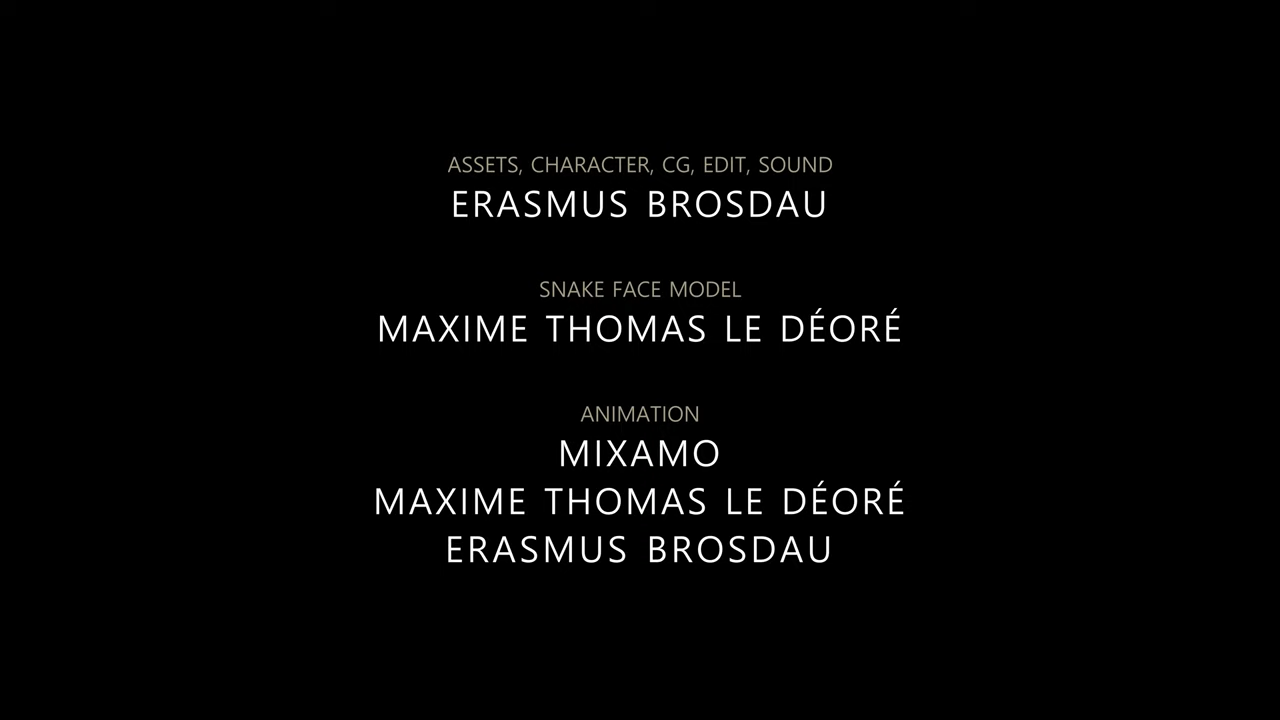 ASSETS, CHARACTER, CG, EDIT, SOUND
ERASMUS BROSDAU
SNAKE FACE MODEL
MAXIME THOMAS LE DÉORÉ
ANIMATION
MIXAMO
MAXIME THOMAS LE DÉORÉ
ERASMUS BROSDAU